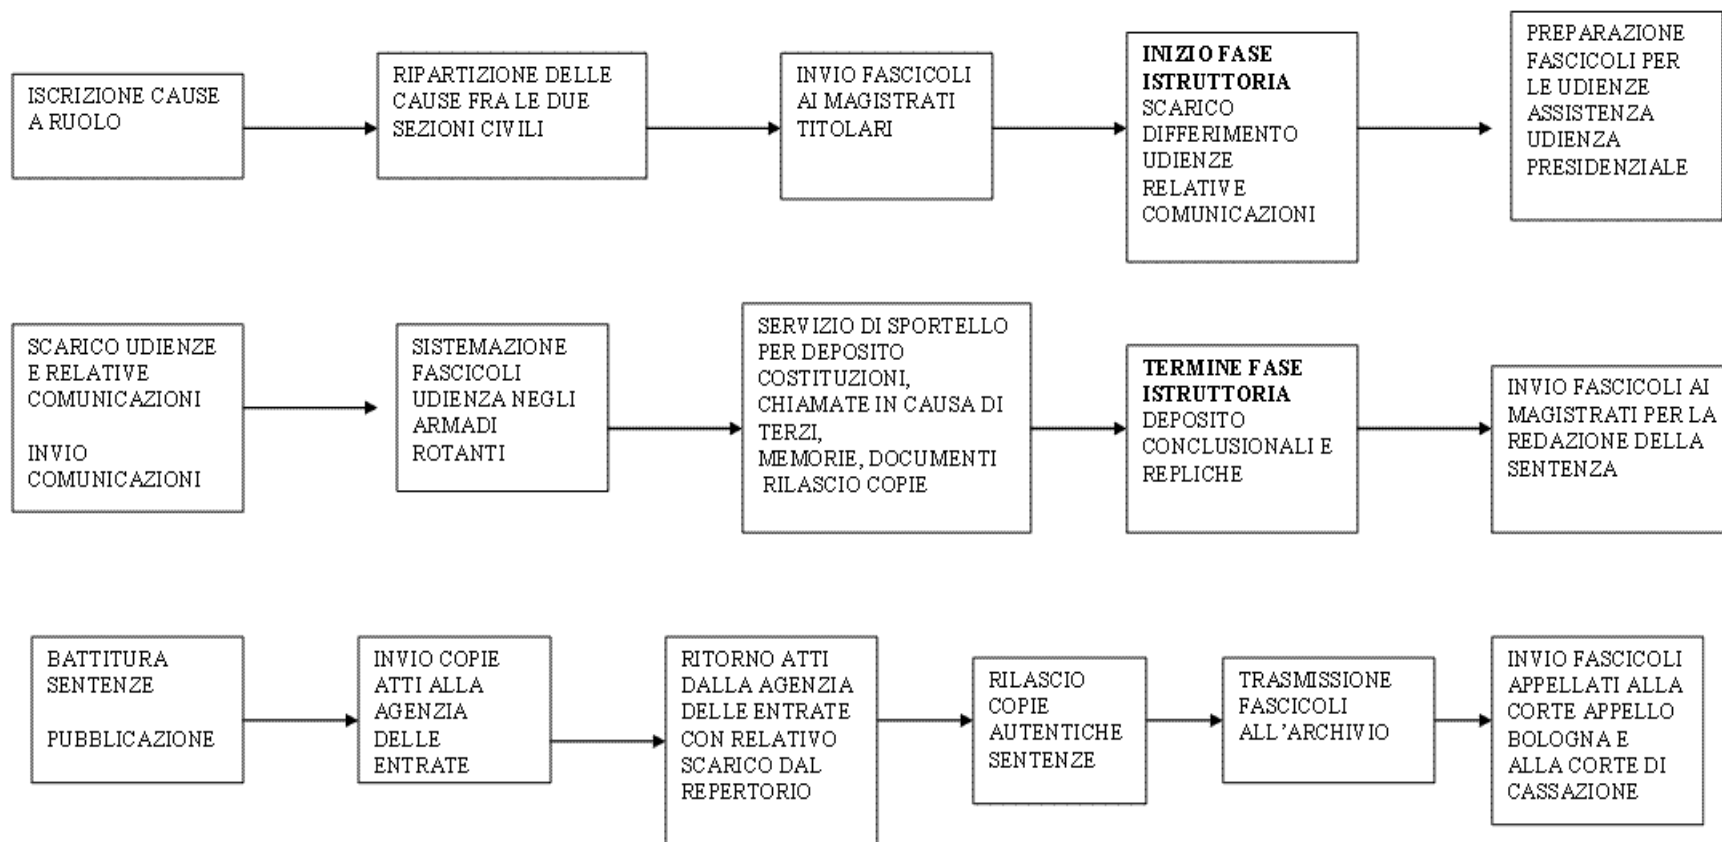 ISCRIZIONE CAUSE
A RUOLO
RIPARTIZIONE DELLE
CAUSE FRA LE DUE
SEZIONI CIVILI
INVIO FASCICOLI
AI MAGISTRATI
TITOLARI
INIZIO FASE
ISTRUTTORIA
SCARICO
DIFFERIMENTO
UDIENZE
RELATIVE
COMUNICAZIONI
PREPARAZIONE
FASCICOLI PER
LE UDIENZE
ASSISTENZA
UDIENZA
PRESIDENZIALE
SCARICO UDIENZE
E RELATIVE
COMUNICAZIONI
INVIO
COMUNICAZIONI
SISTEMAZIONE
FASCICOLI
UDIENZA NEGLI
ARMADI
ROTANTI
SERVIZIO DI SPORTELLO
PER DEPOSITO
COSTITUZIONI,
CHIAMATE IN CAUSA DI
TERZI,
MEMORIE, DOCUMENTI
RILASCIO COPIE
TERMINE FASE
ISTRUTTORIA
DEPOSITO
CONCLUSIONALI E
REPLICHE
INVIO FASCICOLI AI
MAGISTRATI PER LA
REDAZIONE DELLA
SENTENZA
BATTITURA
SENTENZE
PUBBLICAZIONE
INVIO COPIE
ATTI ALLA
AGENZIA
DELLE
ENTRATE
RITORNO ATTI
DALLA AGENZIA
DELLE ENTRATE
CON RELATIVO
SCARICO DAL
REPERTORIO
RILASCIO
COPIE
AUTENTICHE
SENTENZE
TRASMISSIONE
FASCICOLI
ALL'ARCHIVIO
INVIO FASCICOLI
APPELLATI ALLA
CORTE APPELLO
BOLOGNA E
ALLA CORTE DI
CASSAZIONE